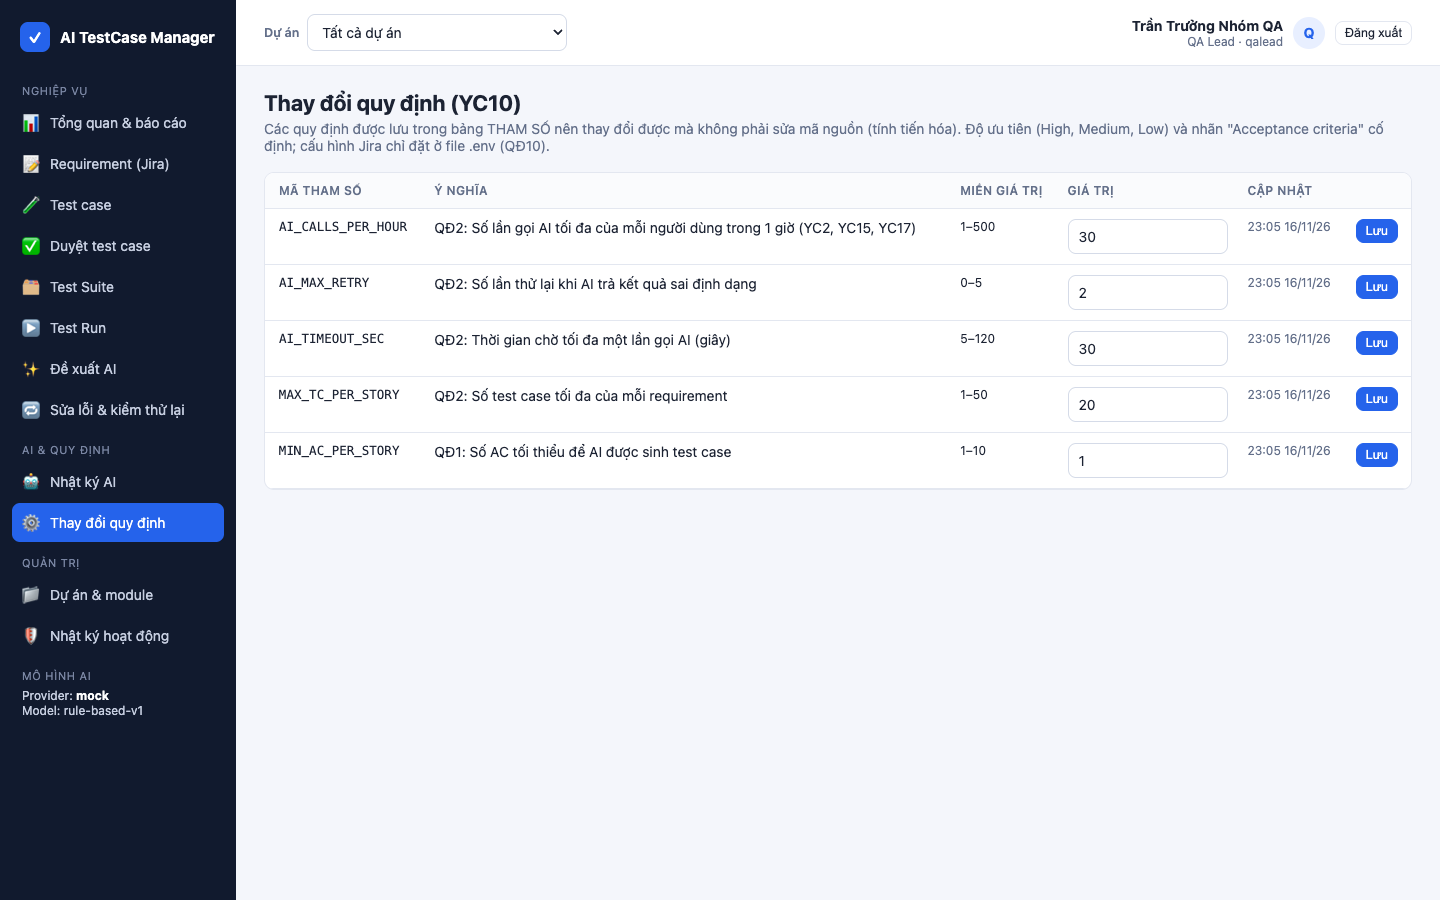 AI TestCase Manager
NGHIỆP VỤ
Tổng quan & báo cáo
Requirement (Jira)
Test case
Duyệt test case
Test Suite
Test Run
Đề xuất AI
Sửa lỗi & kiểm thử lại
AI & QUY ĐỊNH
Nhật ký AI
Thay đổi quy định
QUẢN TRỊ
Dự án & module
Nhật ký hoạt động
MÔ HÌNH AI
Provider: mock
Model: rule-based-v1
Dự án
Tất cả dự án
Trần Trường Nhóm QA
QA Lead · qalead
Q
Đăng xuất
Thay đổi quy định (YC10)
Các quy định được lưu trong bảng THAM SỐ nên thay đổi được mà không phải sửa mã nguồn (tính tiến hóa). Độ ưu tiên (High, Medium, Low) và nhãn "Acceptance criteria" cố
định; cấu hình Jira chỉ đặt ở file .env (QĐ10).
MÃ THAM SỐ Ý NGHĨA MIỀN GIÁ TRỊ GIÁ TRỊ CẬP NHẬT
AI_CALLS_PER_HOUR QĐ2: Số lần gọi AI tối đa của mỗi người dùng trong 1 giờ (YC2, YC15, YC17) 1–500 30 23:05 16/11/26 Lưu
AI_MAX_RETRY QĐ2: Số lần thử lại khi AI trả kết quả sai định dạng 0–5 2 23:05 16/11/26 Lưu
AI_TIMEOUT_SEC QĐ2: Thời gian chờ tối đa một lần gọi AI (giây) 5–120 30 23:05 16/11/26 Lưu
MAX_TC_PER_STORY QĐ2: Số test case tối đa của mỗi requirement 1–50 20 23:05 16/11/26 Lưu
MIN_AC_PER_STORY QĐ1: Số AC tối thiểu để AI được sinh test case 1–10 1 23:05 16/11/26 Lưu